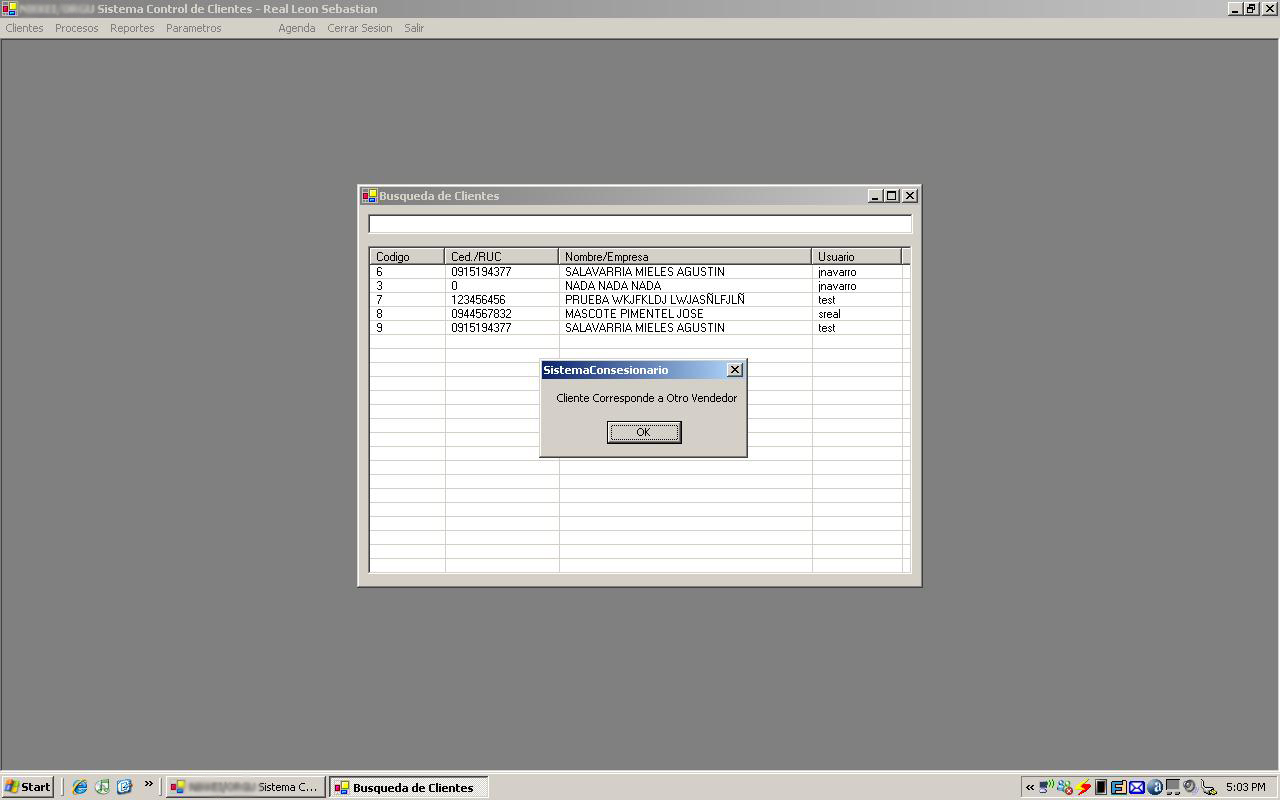 Sistema Control de Clientes - Real Leon Sebastian
Clientes Procesos Reportes Parametros Agenda Cerrar Sesion Salir
Busqueda de Clientes
Codigo Ced./RUC Nombre/Empresa Usuario
6 0915194377 SALAVARRIA MIELES AGUSTIN jnavarro
3 0 NADA NADA NADA jnavarro
7 123456456 PRUEBA WKJFKLDJ LWJASÑLFJLÑ test
8 0944567832 MASCOTE PIMENTEL JOSE sreal
9 0915194377 SALAVARRIA MIELES AGUSTIN test
SistemaConsesionario
Cliente Corresponde a Otro Vendedor
OK
Start Sistema C... Busqueda de Clientes 5:03 PM